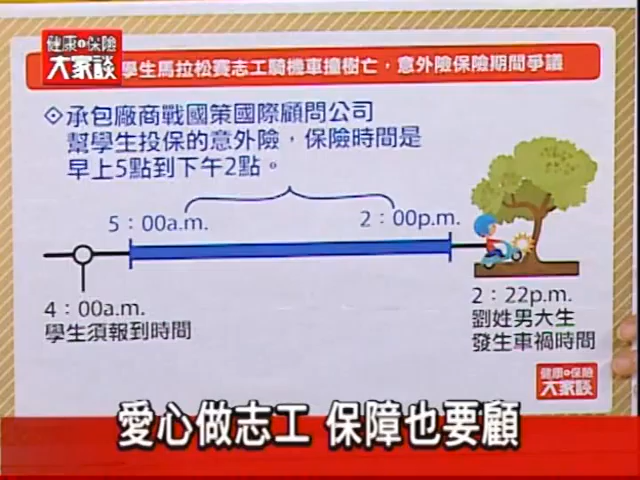 健康保險
大家談
學生馬拉松賽志工騎機車撞樹亡，意外險保險期間爭議
◇承包廠商戰國策國際顧問公司
幫學生投保的意外險，保險時間是
早上5點到下午2點。
5：00a.m.
2：00p.m.
4：00a.m.
學生須報到時間
2：22p.m.
劉姓男大生
發生車禍時間
健康保險
大家談
愛心做志工 保障也要顧